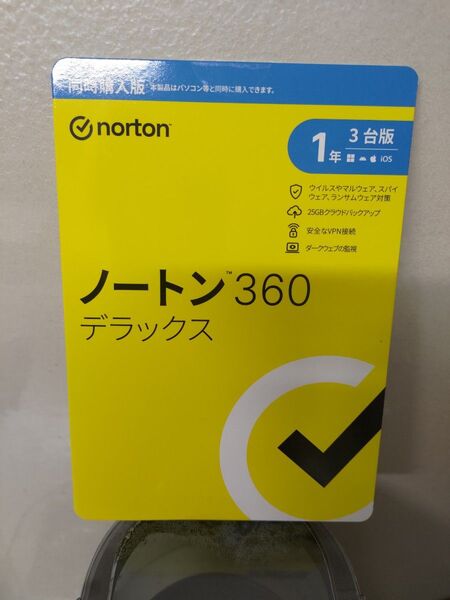 同時購入版 本製品はパソコン等と同時に購入できます。
norton™
1年 3台版
iOS
ウイルスやマルウェア、スパイ
ウェア、ランサムウェア対策
25GBクラウドバックアップ
安全なVPN接続
ダークウェブの監視
ノートン™ 360
デラックス